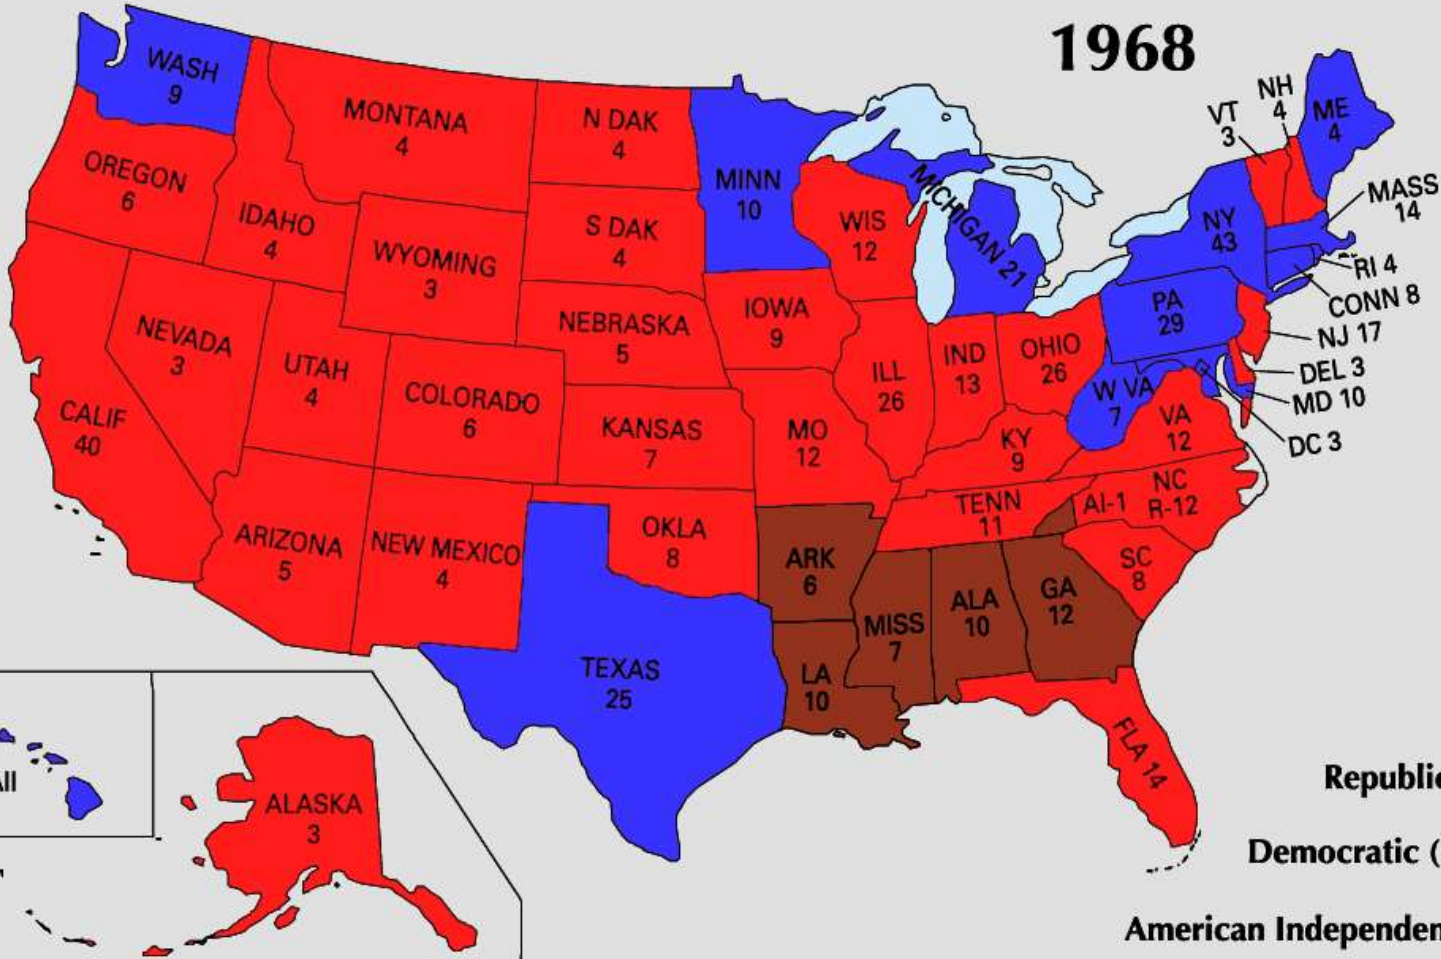 1968
WASH
9
OREGON
6
CALIF
40
NEVADA
3
IDAHO
4
MONTANA
4
WYOMING
3
UTAH
4
COLORADO
6
ARIZONA
5
NEW MEXICO
4
N DAK
4
S DAK
4
NEBRASKA
5
KANSAS
7
OKLA
8
TEXAS
25
MINN
10
IOWA
9
MO
12
ARK
6
LA
10
WIS
12
ILL
26
MICHIGAN 21
IND
13
OHIO
26
KY
9
TENN
11
MISS
7
ALA
10
GA
12
FLA 14
SC
8
AI-1
NC
R-12
VA
12
W VA
7
PA
29
NY
43
VT
3
NH
4
ME
4
MASS
14
RI 4
CONN 8
NJ 17
DEL 3
MD 10
DC 3
ALASKA
3
Republic
Democratic (
American Independen